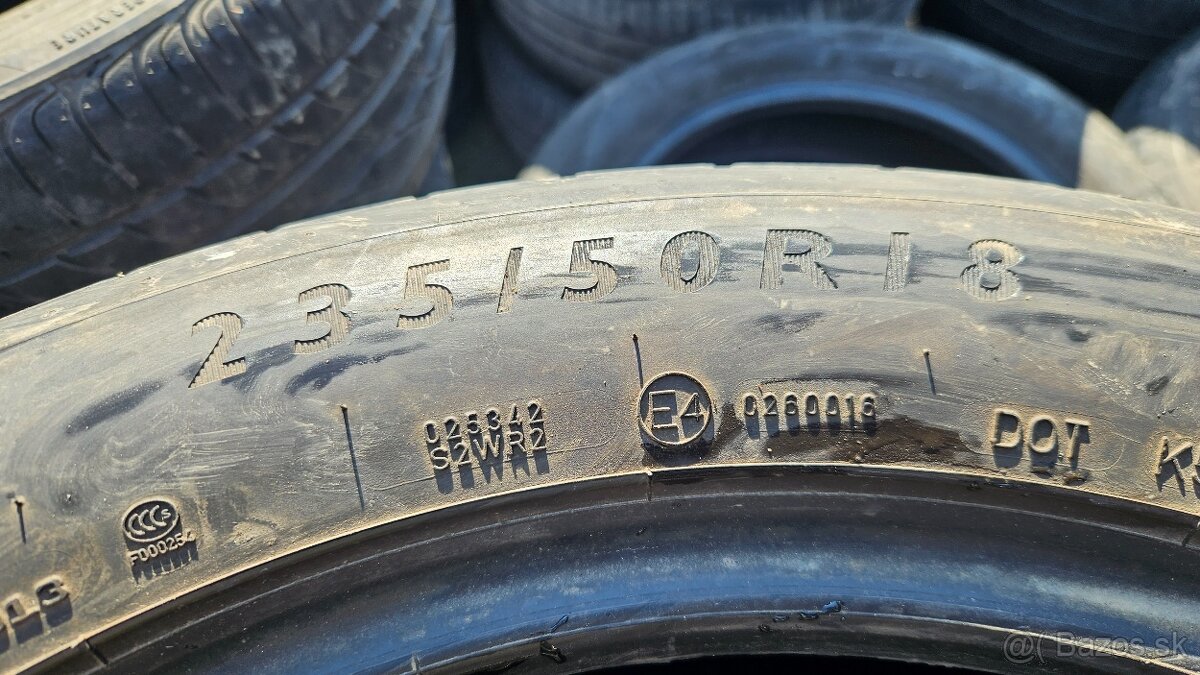 235/50R18
025342
S2WR2
E4
0260016
DOT
CCC S
F000254
@( Bazos.sk